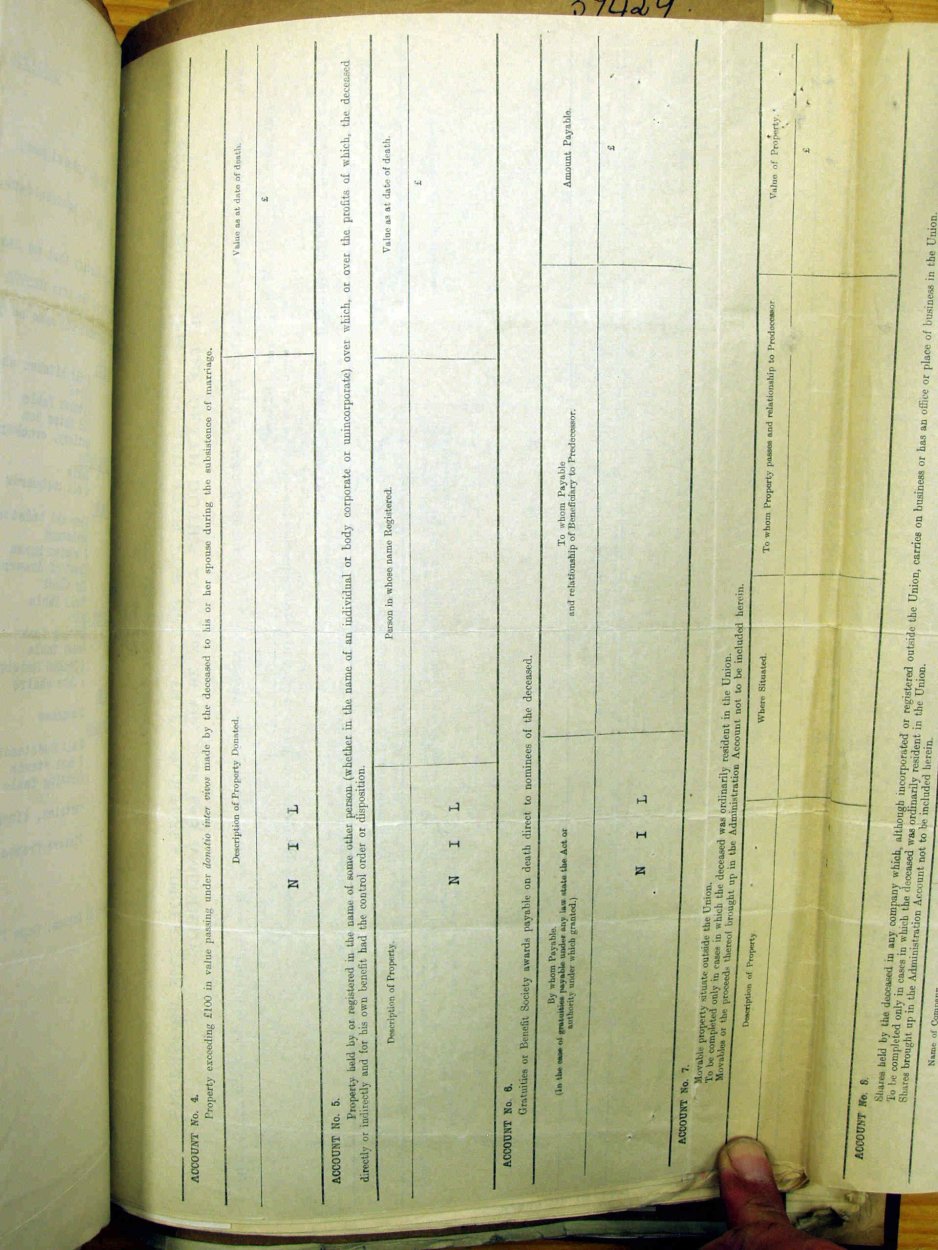 27429.
ACCOUNT No. 4.
Property exceeding £100 in value passing under donatio inter vivos made by the deceased to his or her spouse during the subsistence of marriage.
Description of Property Donated.
Value as at date of death.
£
N I L
ACCOUNT No. 5.
Property held by or registered in the name of some other person (whether in the name of an individual or body corporate or unincorporate) over which, or over the profits of which, the deceased
directly or indirectly and for his own benefit had the control order or disposition.
Description of Property.
Person in whose name Registered.
Value as at date of death.
£
N I L
ACCOUNT No. 6.
Gratuities or Benefit Society awards payable on death direct to nominees of the deceased.
By whom Payable.
(In the case of gratuities payable under any law state the Act or
authority under which granted.)
To whom Payable
and relationship of Beneficiary to Predecessor.
Amount Payable.
£
N I L
ACCOUNT No. 7.
Movable property situate outside the Union.
To be completed only in cases in which the deceased was ordinarily resident in the Union.
Movables or the proceeds thereof brought up in the Administration Account not to be included herein.
Description of Property
Where Situated.
To whom Property passes and relationship to Predecessor
Value of Property.
£
ACCOUNT No. 8.
Shares held by the deceased in any company which, although incorporated or registered outside the Union, carries on business or has an office or place of business in the Union.
To be completed only in cases in which the deceased was ordinarily resident in the Union.
Shares brought up in the Administration Account not to be included herein.
Name of Company